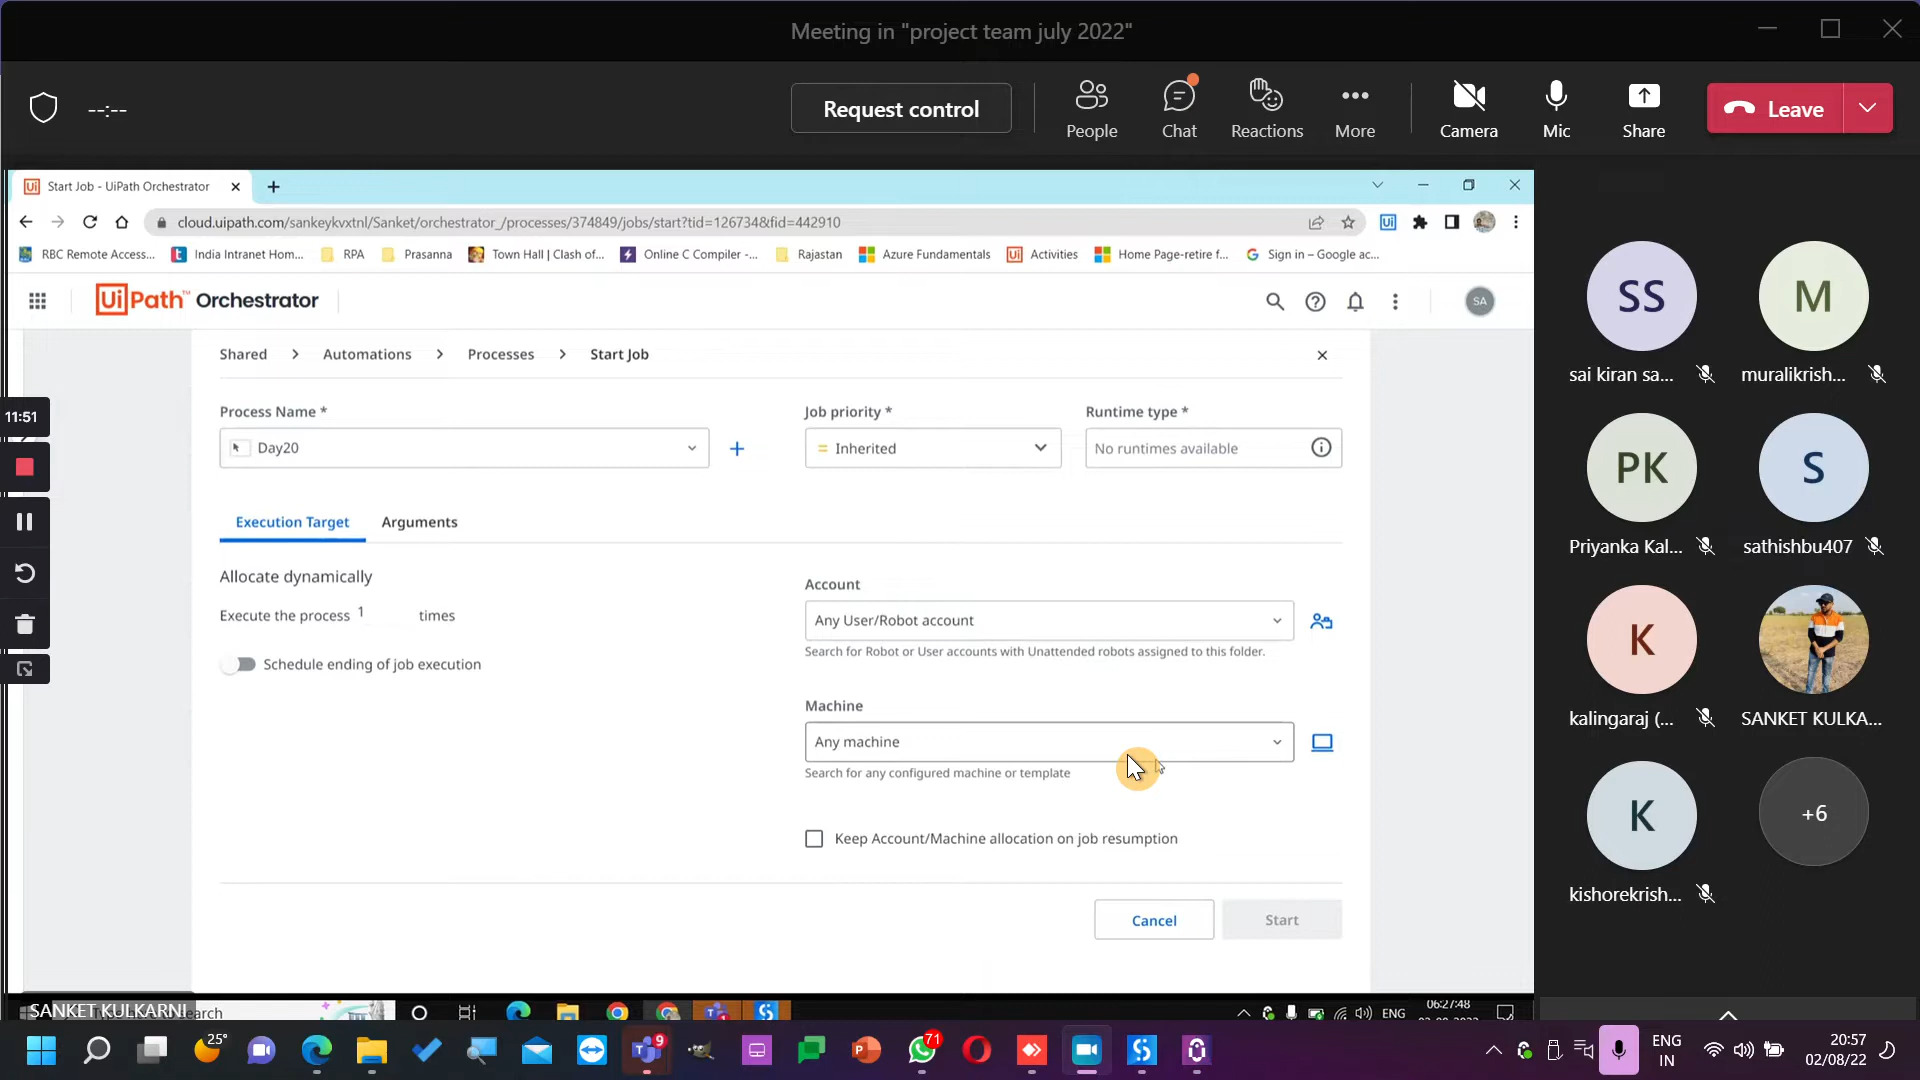 Meeting in "project team july 2022"
--:--
Request control
People
Chat
Reactions
More
Camera
Mic
Share
Leave
Start Job - UiPath Orchestrator
cloud.uipath.com/sankeykvxtnl/Sanket/orchestrator_/processes/374849/jobs/start?tid=126734&fid=442910
RBC Remote Access...
India Intranet Hom...
RPA
Prasanna
Town Hall | Clash of...
Online C Compiler -...
Rajastan
Azure Fundamentals
Activities
Home Page-retire f...
Sign in – Google ac...
UiPath™ Orchestrator
SA
Shared > Automations > Processes > Start Job
Process Name *
Job priority *
Runtime type *
Day20
Inherited
No runtimes available
Execution Target
Arguments
Allocate dynamically
Execute the process 1 times
Schedule ending of job execution
Account
Any User/Robot account
Search for Robot or User accounts with Unattended robots assigned to this folder.
Machine
Any machine
Search for any configured machine or template
Keep Account/Machine allocation on job resumption
Cancel
Start
11:51
SS
sai kiran sa...
M
muralikrish...
PK
Priyanka Kal...
S
sathishbu407
K
kalingaraj (...
SANKET KULKA...
K
kishorekrish...
+6
SANKET KULKARNI
ENG
06:27:48
25°
9
71
ENG
IN
20:57
02/08/22